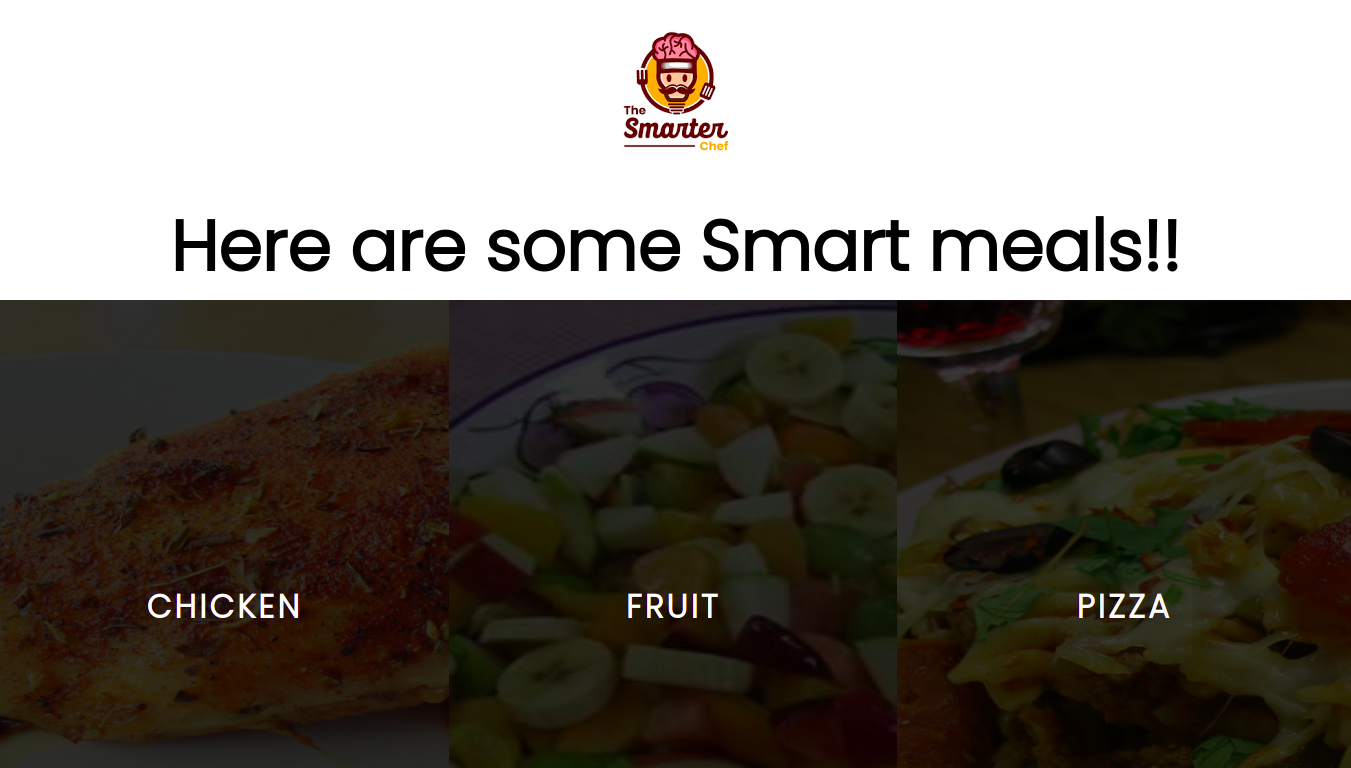 The
Smarter
Chef
Here are some Smart meals!!
CHICKEN
FRUIT
PIZZA